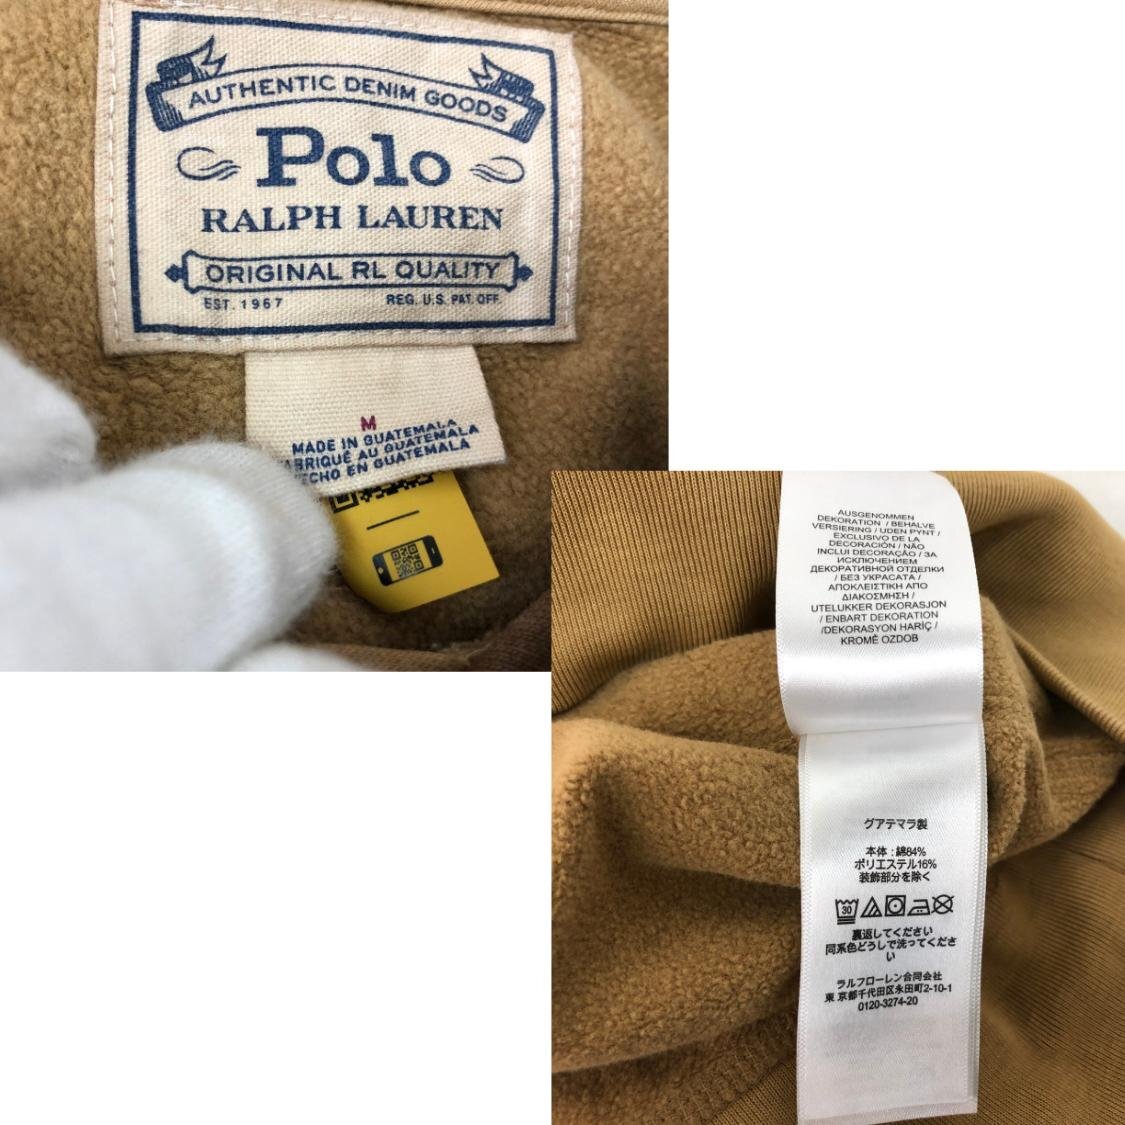 AUTHENTIC DENIM GOODS
Polo
RALPH LAUREN
ORIGINAL RL QUALITY
EST. 1967 REG. U.S. PAT. OFF.
M
MADE IN GUATEMALA
FABRIQUÉ AU GUATEMALA
HECHO EN GUATEMALA
AUSGENOMMEN
DEKORATION / BEHALVE
VERSIERING / UDEN PYNT /
EXCLUSIVO DE LA
DECORACIÓN / NÃO
INCLUI DECORAÇÃO / ЗА
ИСКЛЮЧЕНИЕМ
ДЕКОРАТИВНОЙ ОТДЕЛКИ
/ БЕЗ УКРАСАТА /
ΑΠΟΚΛΕΙΣΤΙΚΗ ΑΠΟ
ΔΙΑΚΟΣΜΗΣΗ /
UTELUKKER DEKORASJON
/ ENBART DEKORATION
/DEKORASYON HARİÇ /
KROMĚ OZDOB
グアテマラ製
本体 : 綿84%
ポリエステル16%
装飾部分を除く
30
裏返してください
同系色どうしで洗ってくださ
い
ラルフローレン合同会社
東京都千代田区永田町2-10-1
0120-3274-20